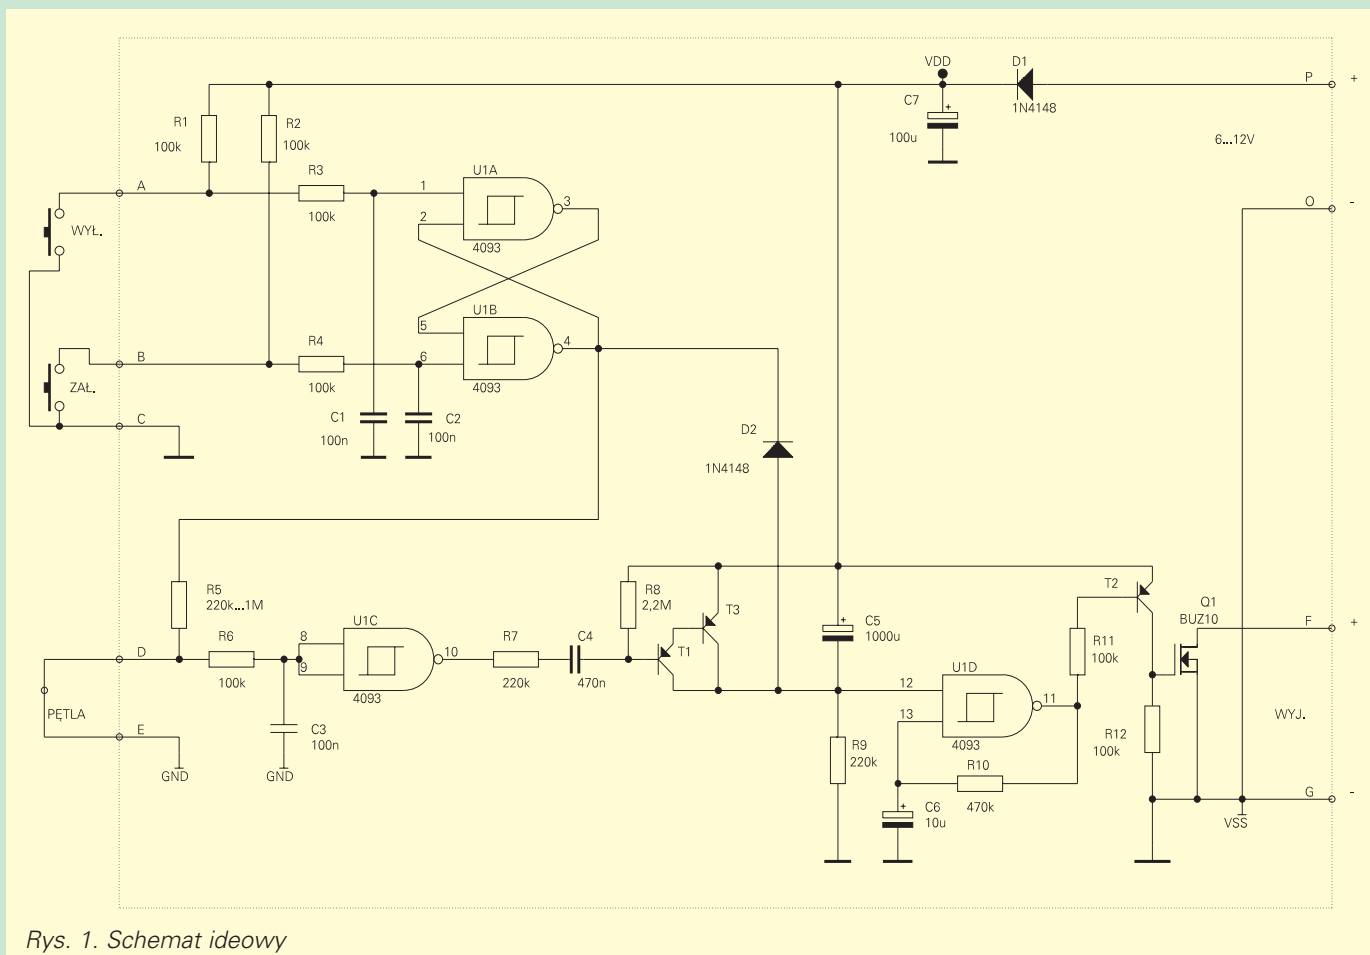 VDD
D1
1N4148
C7
+
100u
P
+
6...12V
O
-
R1
100k
R2
100k
A
R3
100k
1
2
U1A
3
4093
WYŁ.
U1B
5
6
4
4093
B
R4
100k
ZAŁ.
C
C1
100n
C2
100n
D2
1N4148
R5
220k...1M
D
R6
100k
8
9
U1C
10
4093
R7
220k
C4
470n
R8
2,2M
T1
T3
+
C5
1000u
T2
Q1
BUZ10
F
+
R11
100k
PĘTLA
E
GND
C3
100n
GND
12
13
U1D
11
4093
R9
220k
R10
470k
+
C6
10u
R12
100k
WYJ.
G
-
VSS
Rys. 1. Schemat ideowy